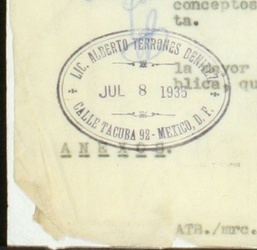 conceptos
ta.
LIC. ALBERTO TERRONES BENITEZ
la mayor
JUL 8 1935
blica, qu
CALLE TACUBA 92 - MEXICO, D. F.
ANEXOS.
ATB./mrc.